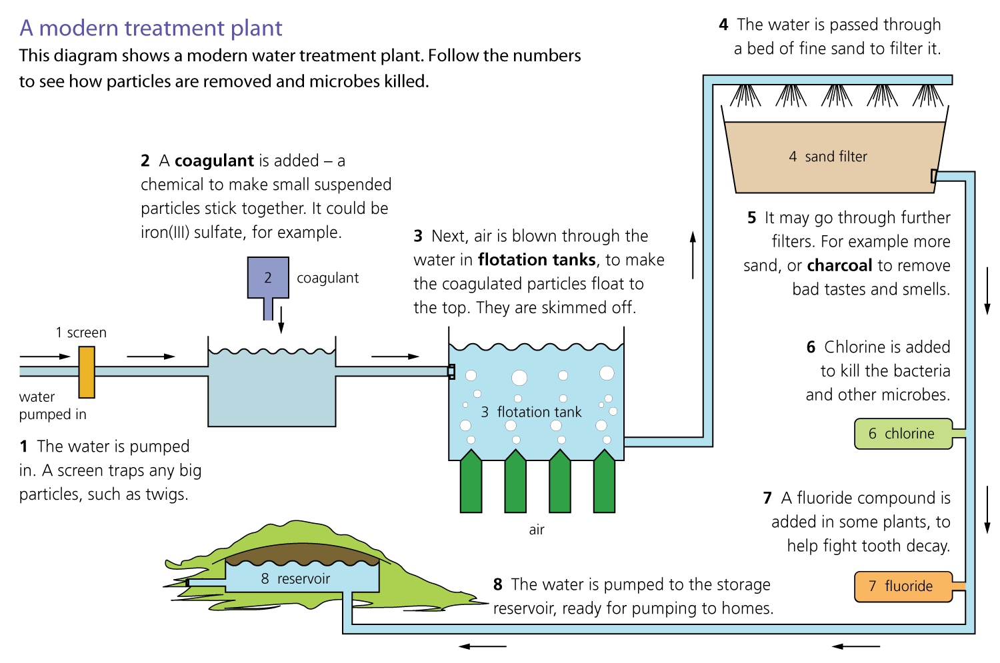 A modern treatment plant
This diagram shows a modern water treatment plant. Follow the numbers
to see how particles are removed and microbes killed.
4 The water is passed through
a bed of fine sand to filter it.
4 sand filter
2 A coagulant is added – a
chemical to make small suspended
particles stick together. It could be
iron(III) sulfate, for example.
2
coagulant
3 Next, air is blown through the
water in flotation tanks, to make
the coagulated particles float to
the top. They are skimmed off.
5 It may go through further
filters. For example more
sand, or charcoal to remove
bad tastes and smells.
1 screen
water
pumped in
1 The water is pumped
in. A screen traps any big
particles, such as twigs.
3 flotation tank
air
6 Chlorine is added
to kill the bacteria
and other microbes.
6 chlorine
7 A fluoride compound is
added in some plants, to
help fight tooth decay.
7 fluoride
8 reservoir
8 The water is pumped to the storage
reservoir, ready for pumping to homes.